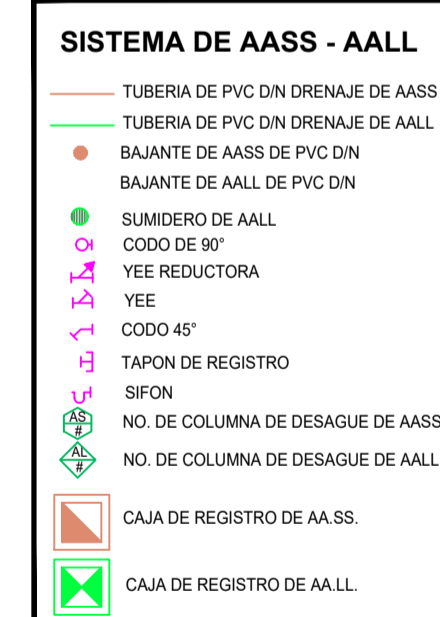 SISTEMA DE AASS - AALL
TUBERIA DE PVC D/N DRENAJE DE AASS
TUBERIA DE PVC D/N DRENAJE DE AALL
BAJANTE DE AASS DE PVC D/N
BAJANTE DE AALL DE PVC D/N
SUMIDERO DE AALL
CODO DE 90°
YEE REDUCTORA
YEE
CODO 45°
TAPON DE REGISTRO
SIFON
AS
#
NO. DE COLUMNA DE DESAGUE DE AASS
AL
#
NO. DE COLUMNA DE DESAGUE DE AALL
CAJA DE REGISTRO DE AA.SS.
CAJA DE REGISTRO DE AA.LL.